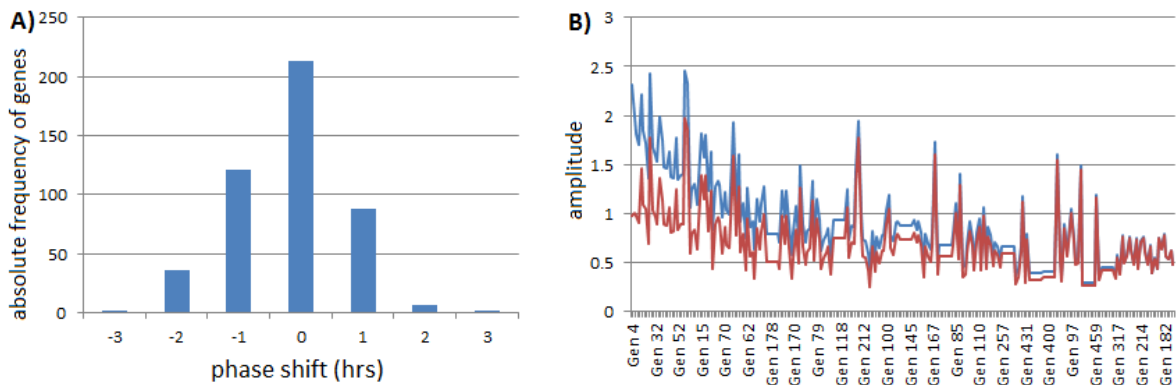 A)
absolute frequency of genes
250
200
150
100
50
0
-3 -2 -1 0 1 2 3
phase shift (hrs)
B)
amplitude
3
2.5
2
1.5
1
0.5
0
Gen 4
Gen 32
Gen 52
Gen 15
Gen 62
Gen 178
Gen 170
Gen 79
Gen 118
Gen 212
Gen 100
Gen 145
Gen 167
Gen 85
Gen 110
Gen 257
Gen 431
Gen 400
Gen 97
Gen 459
Gen 317
Gen 214
Gen 182